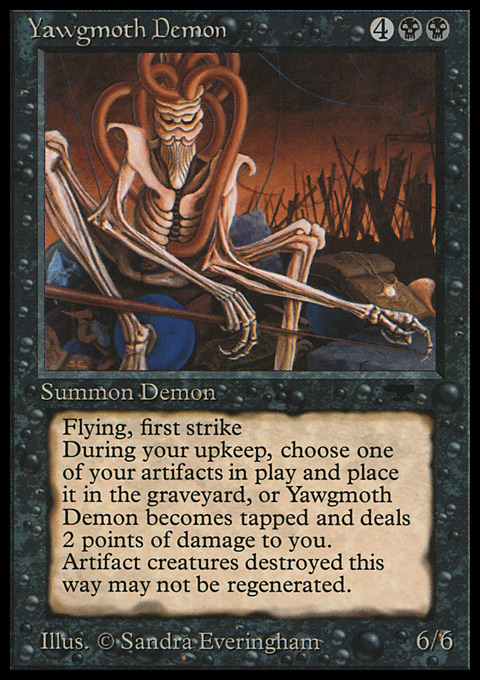 Yawgmoth Demon 4
Summon Demon
Flying, first strike
During your upkeep, choose one
of your artifacts in play and place
it in the graveyard, or Yawgmoth
Demon becomes tapped and deals
2 points of damage to you.
Artifact creatures destroyed this
way may not be regenerated.
Illus. © Sandra Everingham 6/6